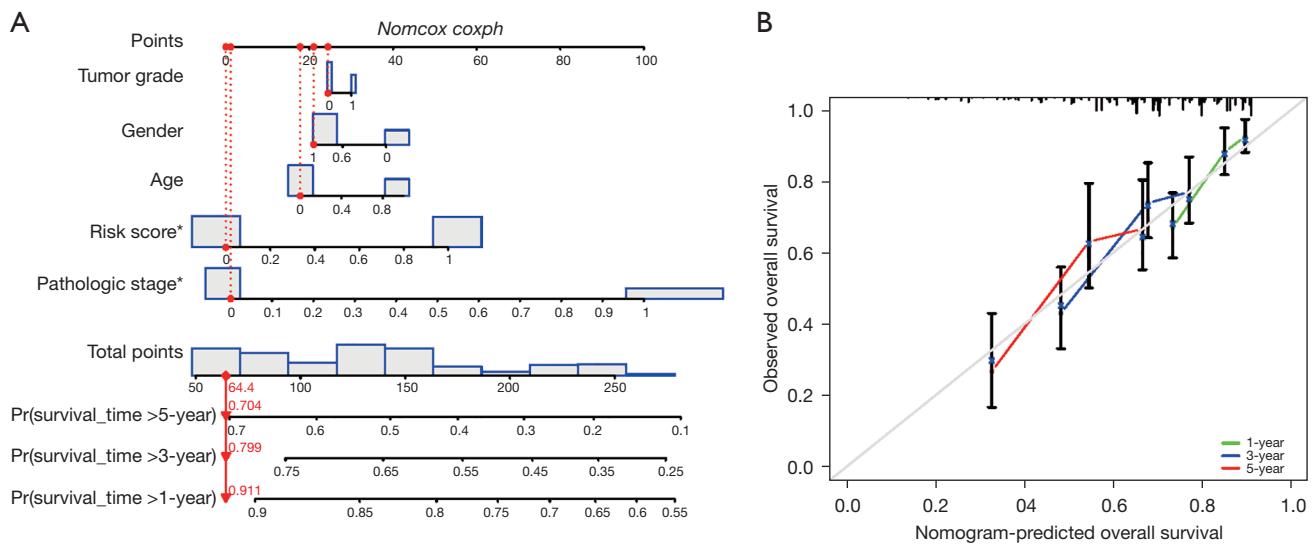 A
Nomcox coxph
Points
0 20 40 60 80 100
Tumor grade
0 1
Gender
1 0.6 0
Age
0 0.4 0.8
Risk score*
0 0.2 0.4 0.6 0.8 1
Pathologic stage*
0 0.1 0.2 0.3 0.4 0.5 0.6 0.7 0.8 0.9 1
Total points
50 100 150 200 250
64.4
0.704
Pr(survival_time >5-year)
0.7 0.6 0.5 0.4 0.3 0.2 0.1
0.799
Pr(survival_time >3-year)
0.75 0.65 0.55 0.45 0.35 0.25
0.911
Pr(survival_time >1-year)
0.9 0.85 0.8 0.75 0.7 0.65 0.6 0.55
B
Observed overall survival
1.0
0.8
0.6
0.4
0.2
0.0
1-year
3-year
5-year
0.0 0.2 0.4 0.6 0.8 1.0
Nomogram-predicted overall survival